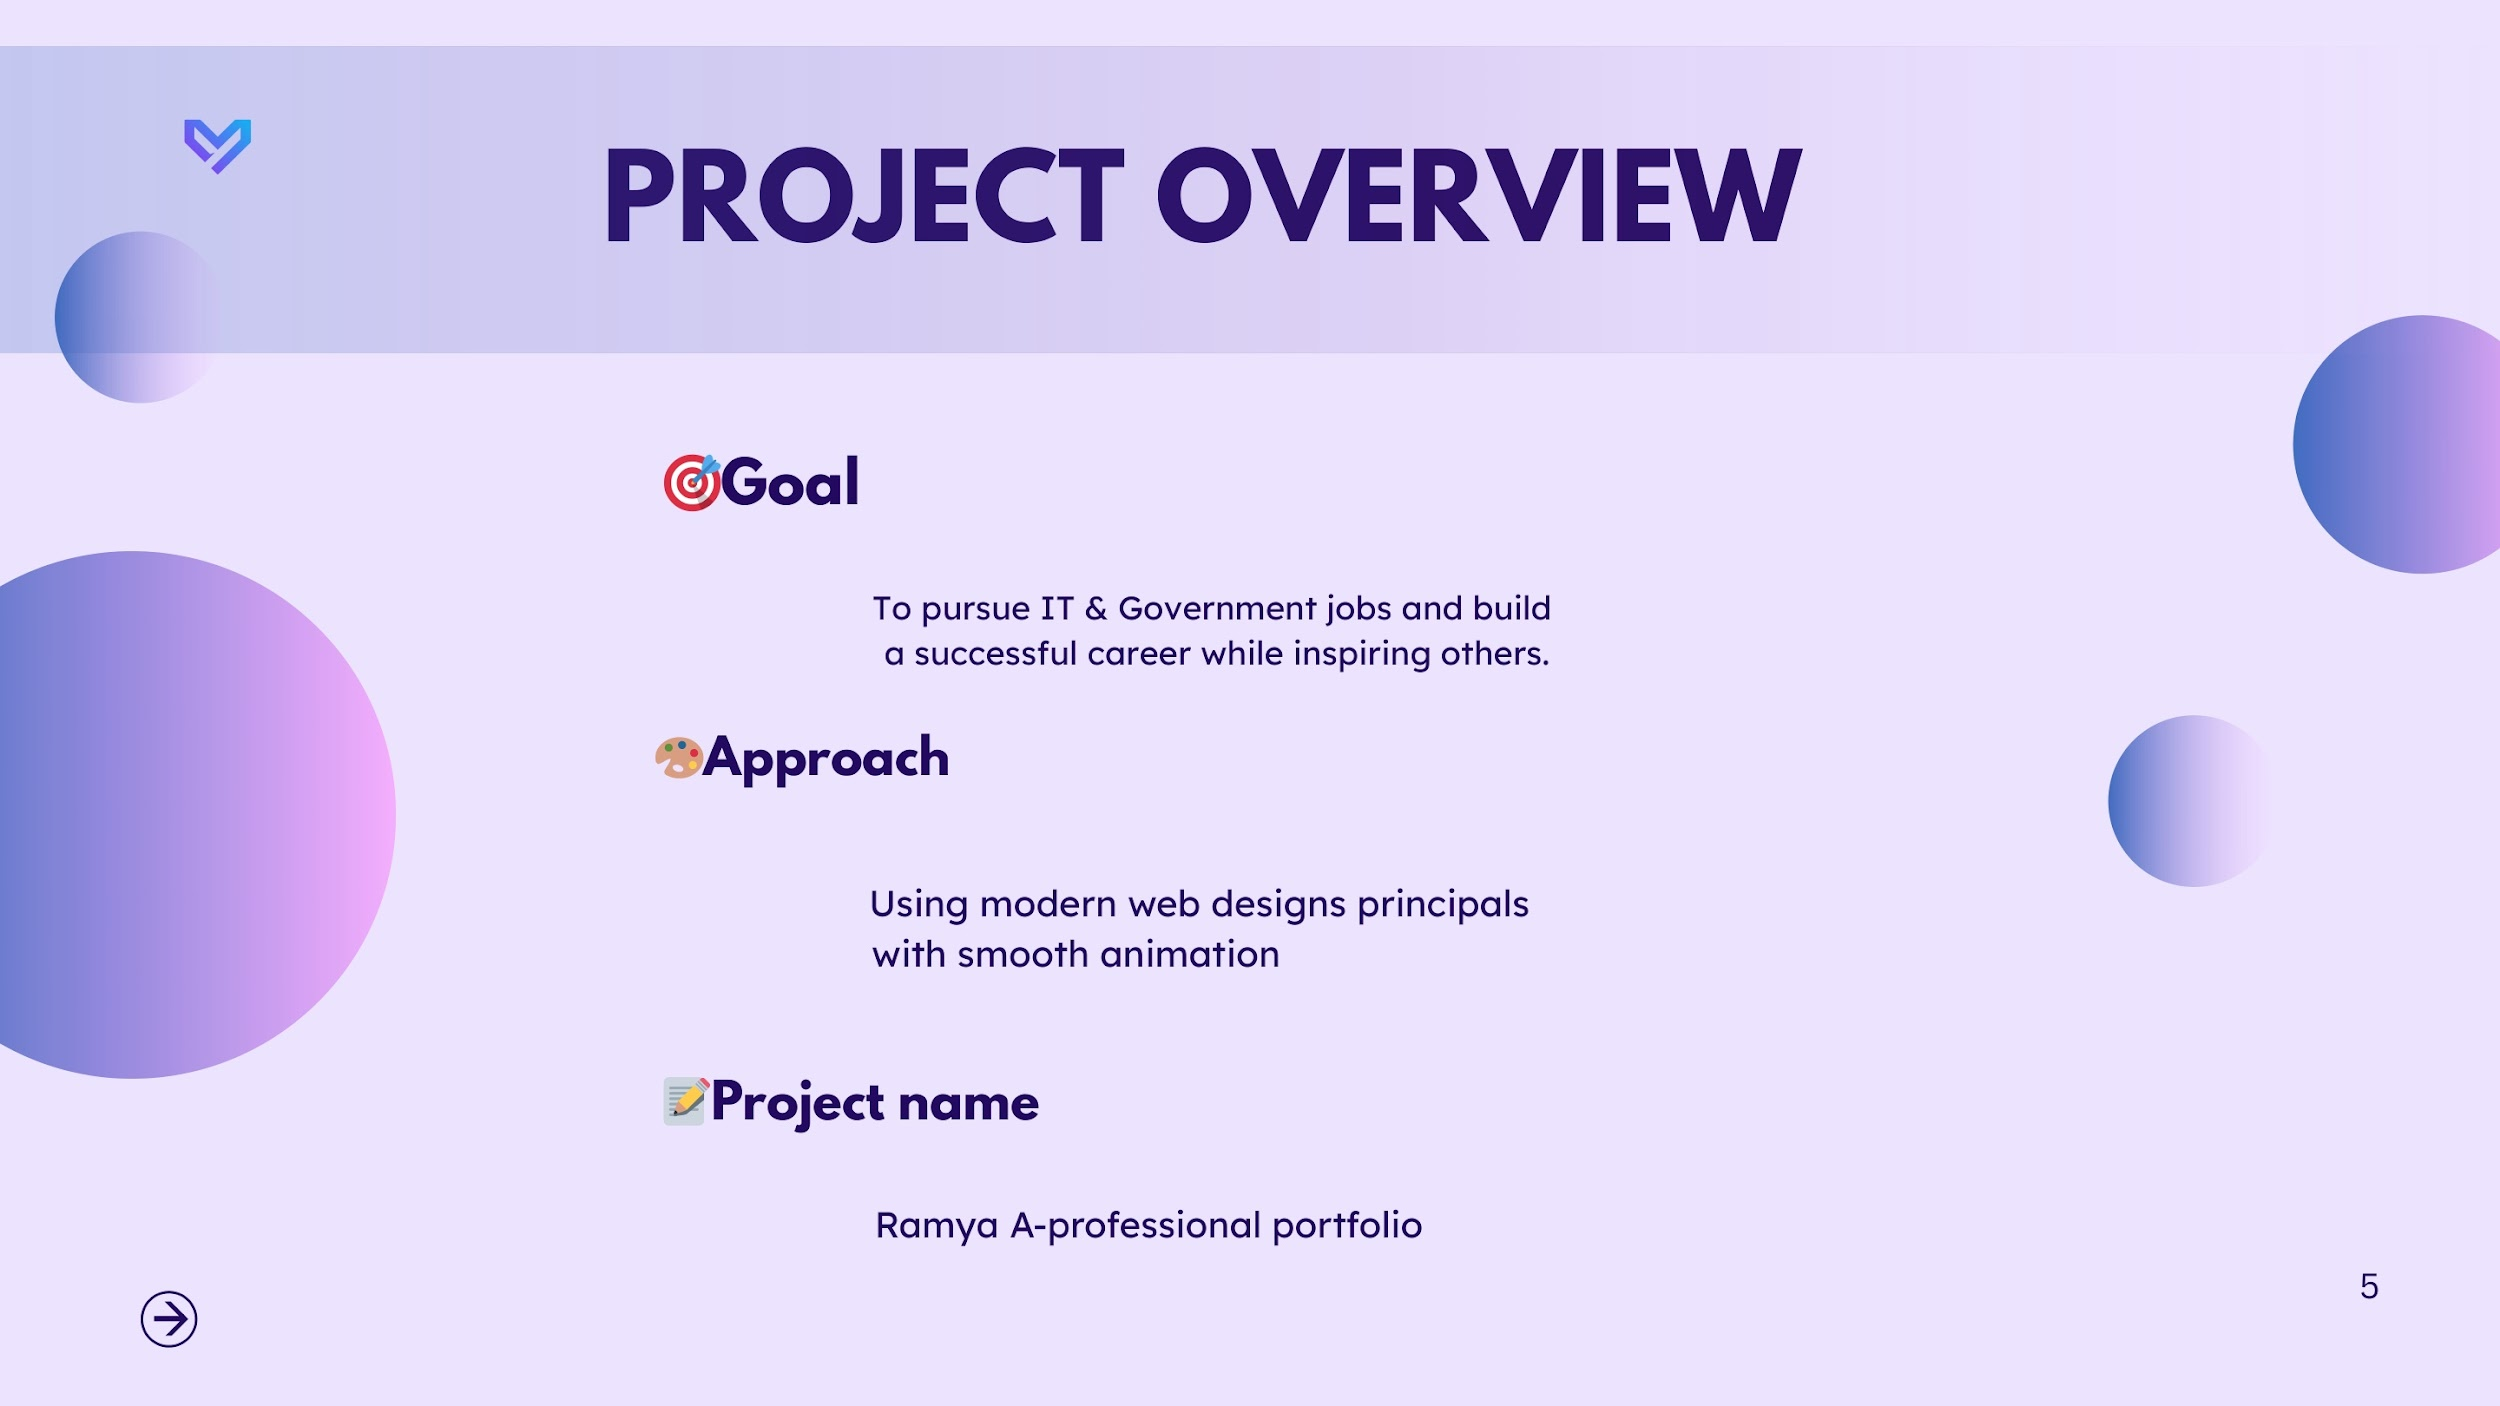 PROJECT OVERVIEW
🎯Goal
To pursue IT & Government jobs and build
a successful career while inspiring others.
🎨Approach
Using modern web designs principals
with smooth animation
📝Project name
Ramya A-professional portfolio
5